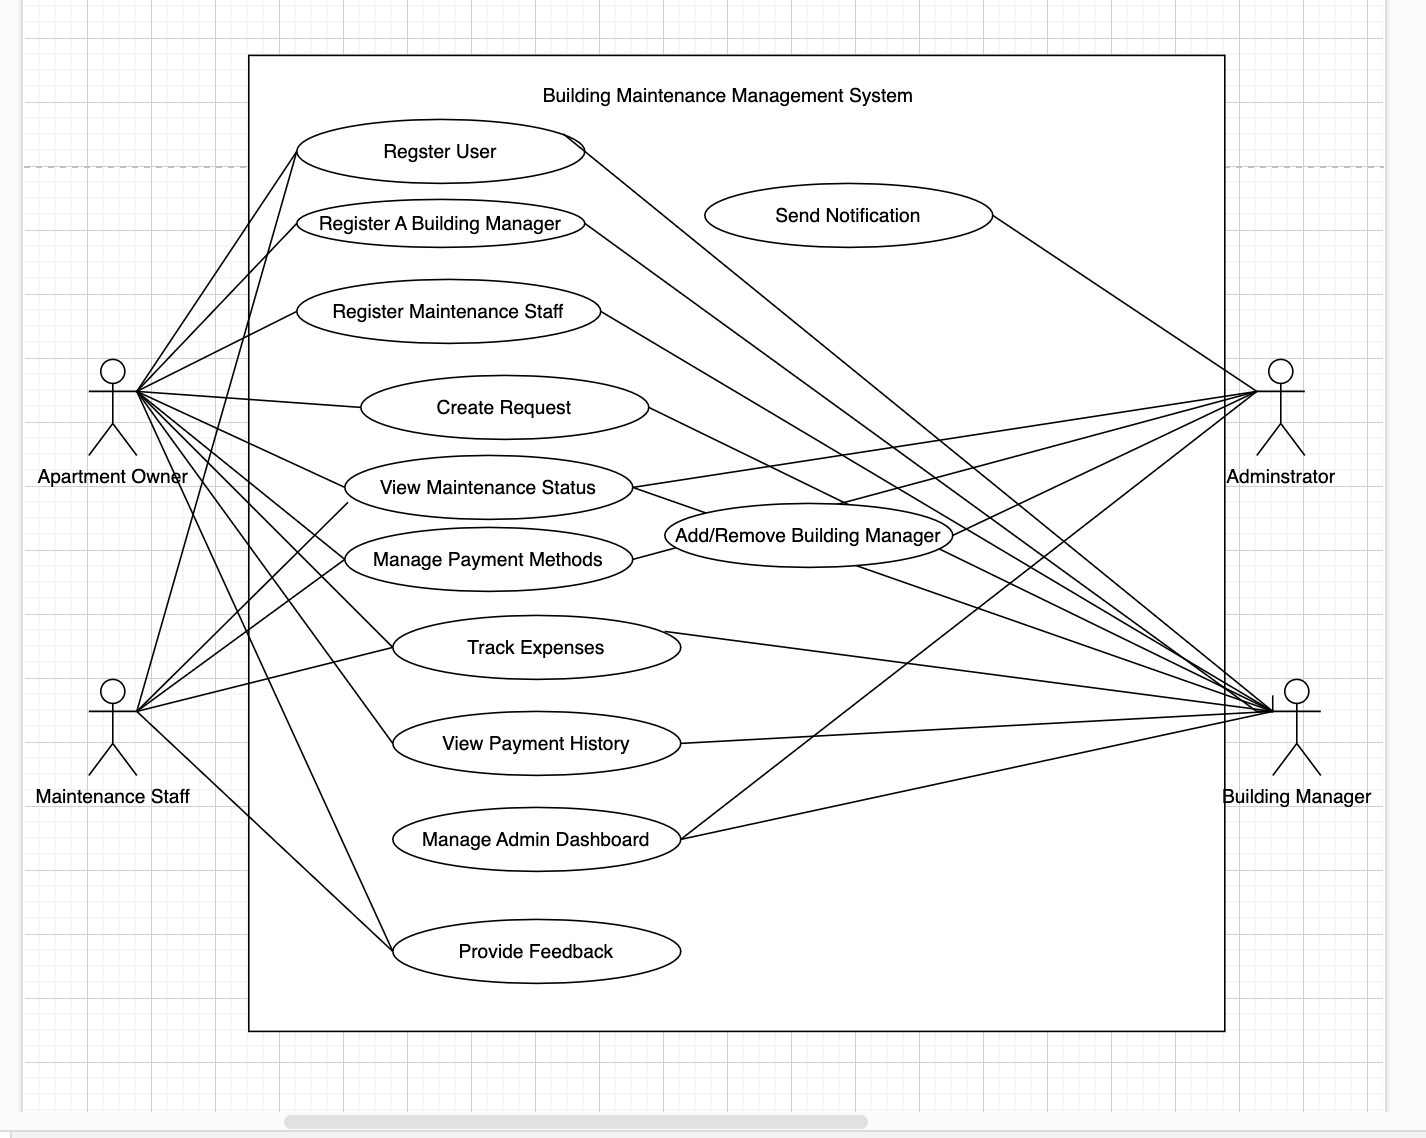 Building Maintenance Management System
Regster User
Send Notification
Register A Building Manager
Register Maintenance Staff
Create Request
Apartment Owner
Adminstrator
View Maintenance Status
Add/Remove Building Manager
Manage Payment Methods
Track Expenses
View Payment History
Maintenance Staff
Building Manager
Manage Admin Dashboard
Provide Feedback